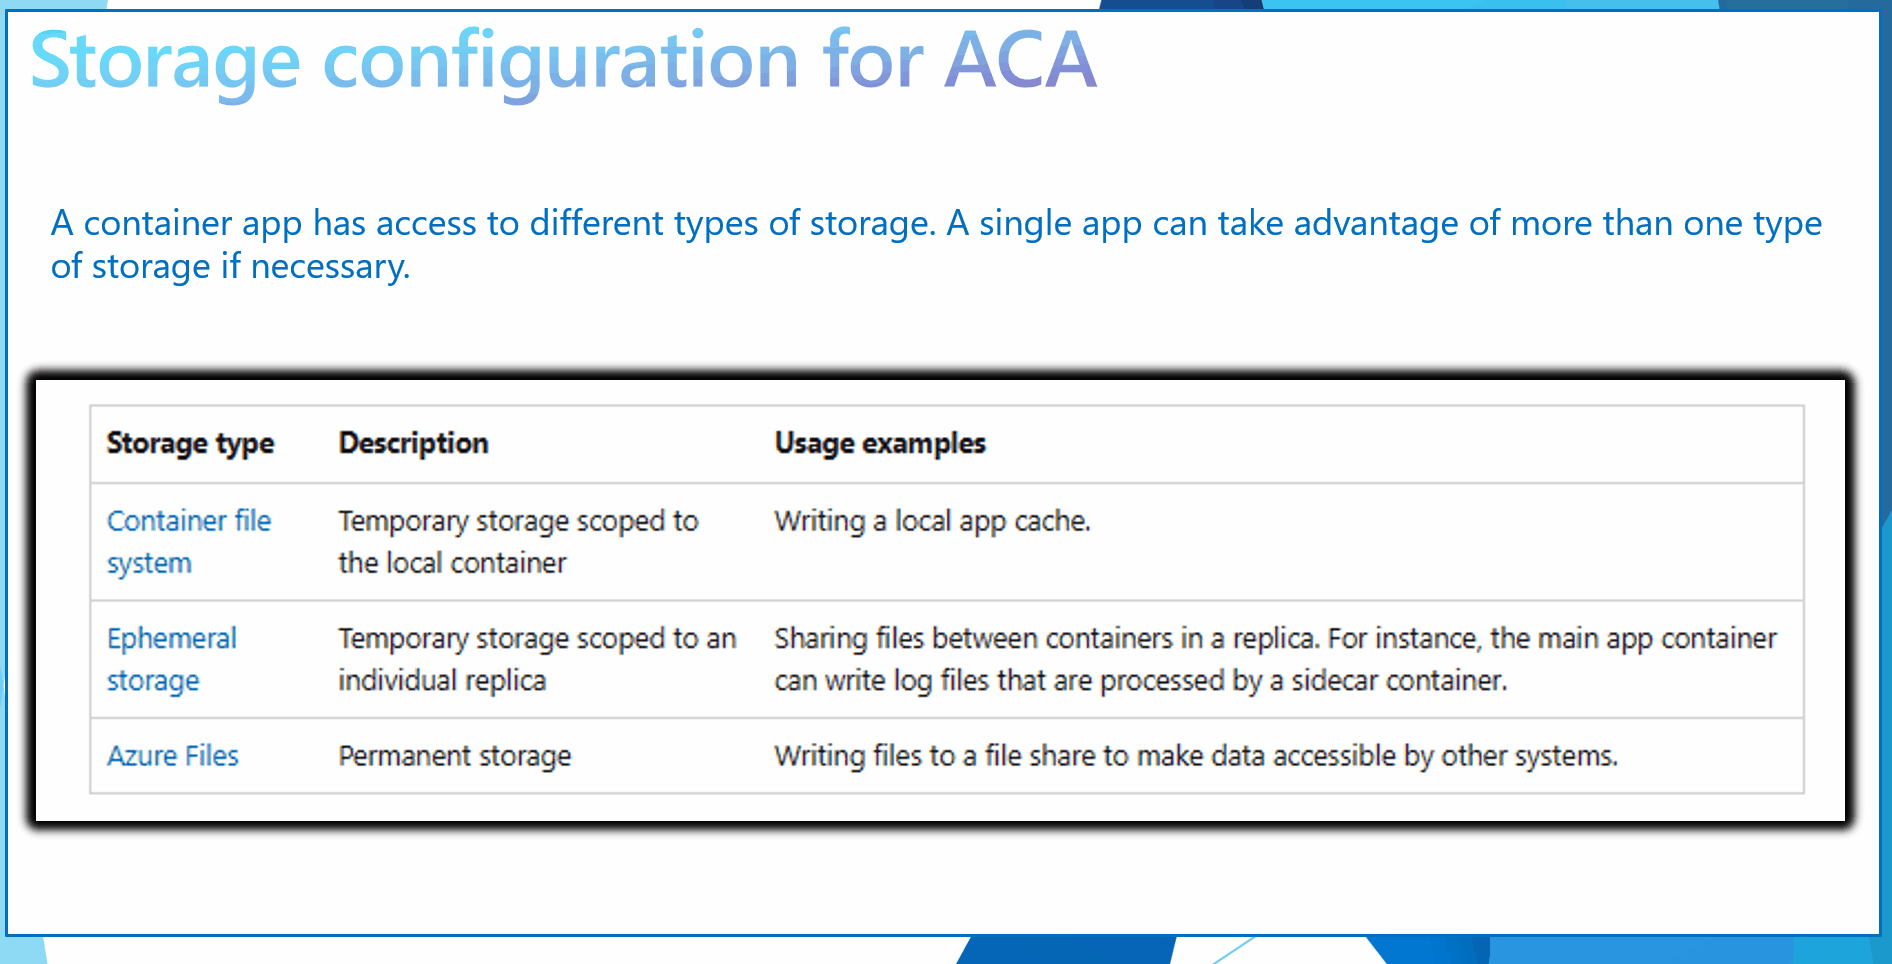 Storage configuration for ACA
A container app has access to different types of storage. A single app can take advantage of more than one type
of storage if necessary.
Storage type Description Usage examples
Container file system Temporary storage scoped to the local container Writing a local app cache.
Ephemeral storage Temporary storage scoped to an individual replica Sharing files between containers in a replica. For instance, the main app container can write log files that are processed by a sidecar container.
Azure Files Permanent storage Writing files to a file share to make data accessible by other systems.